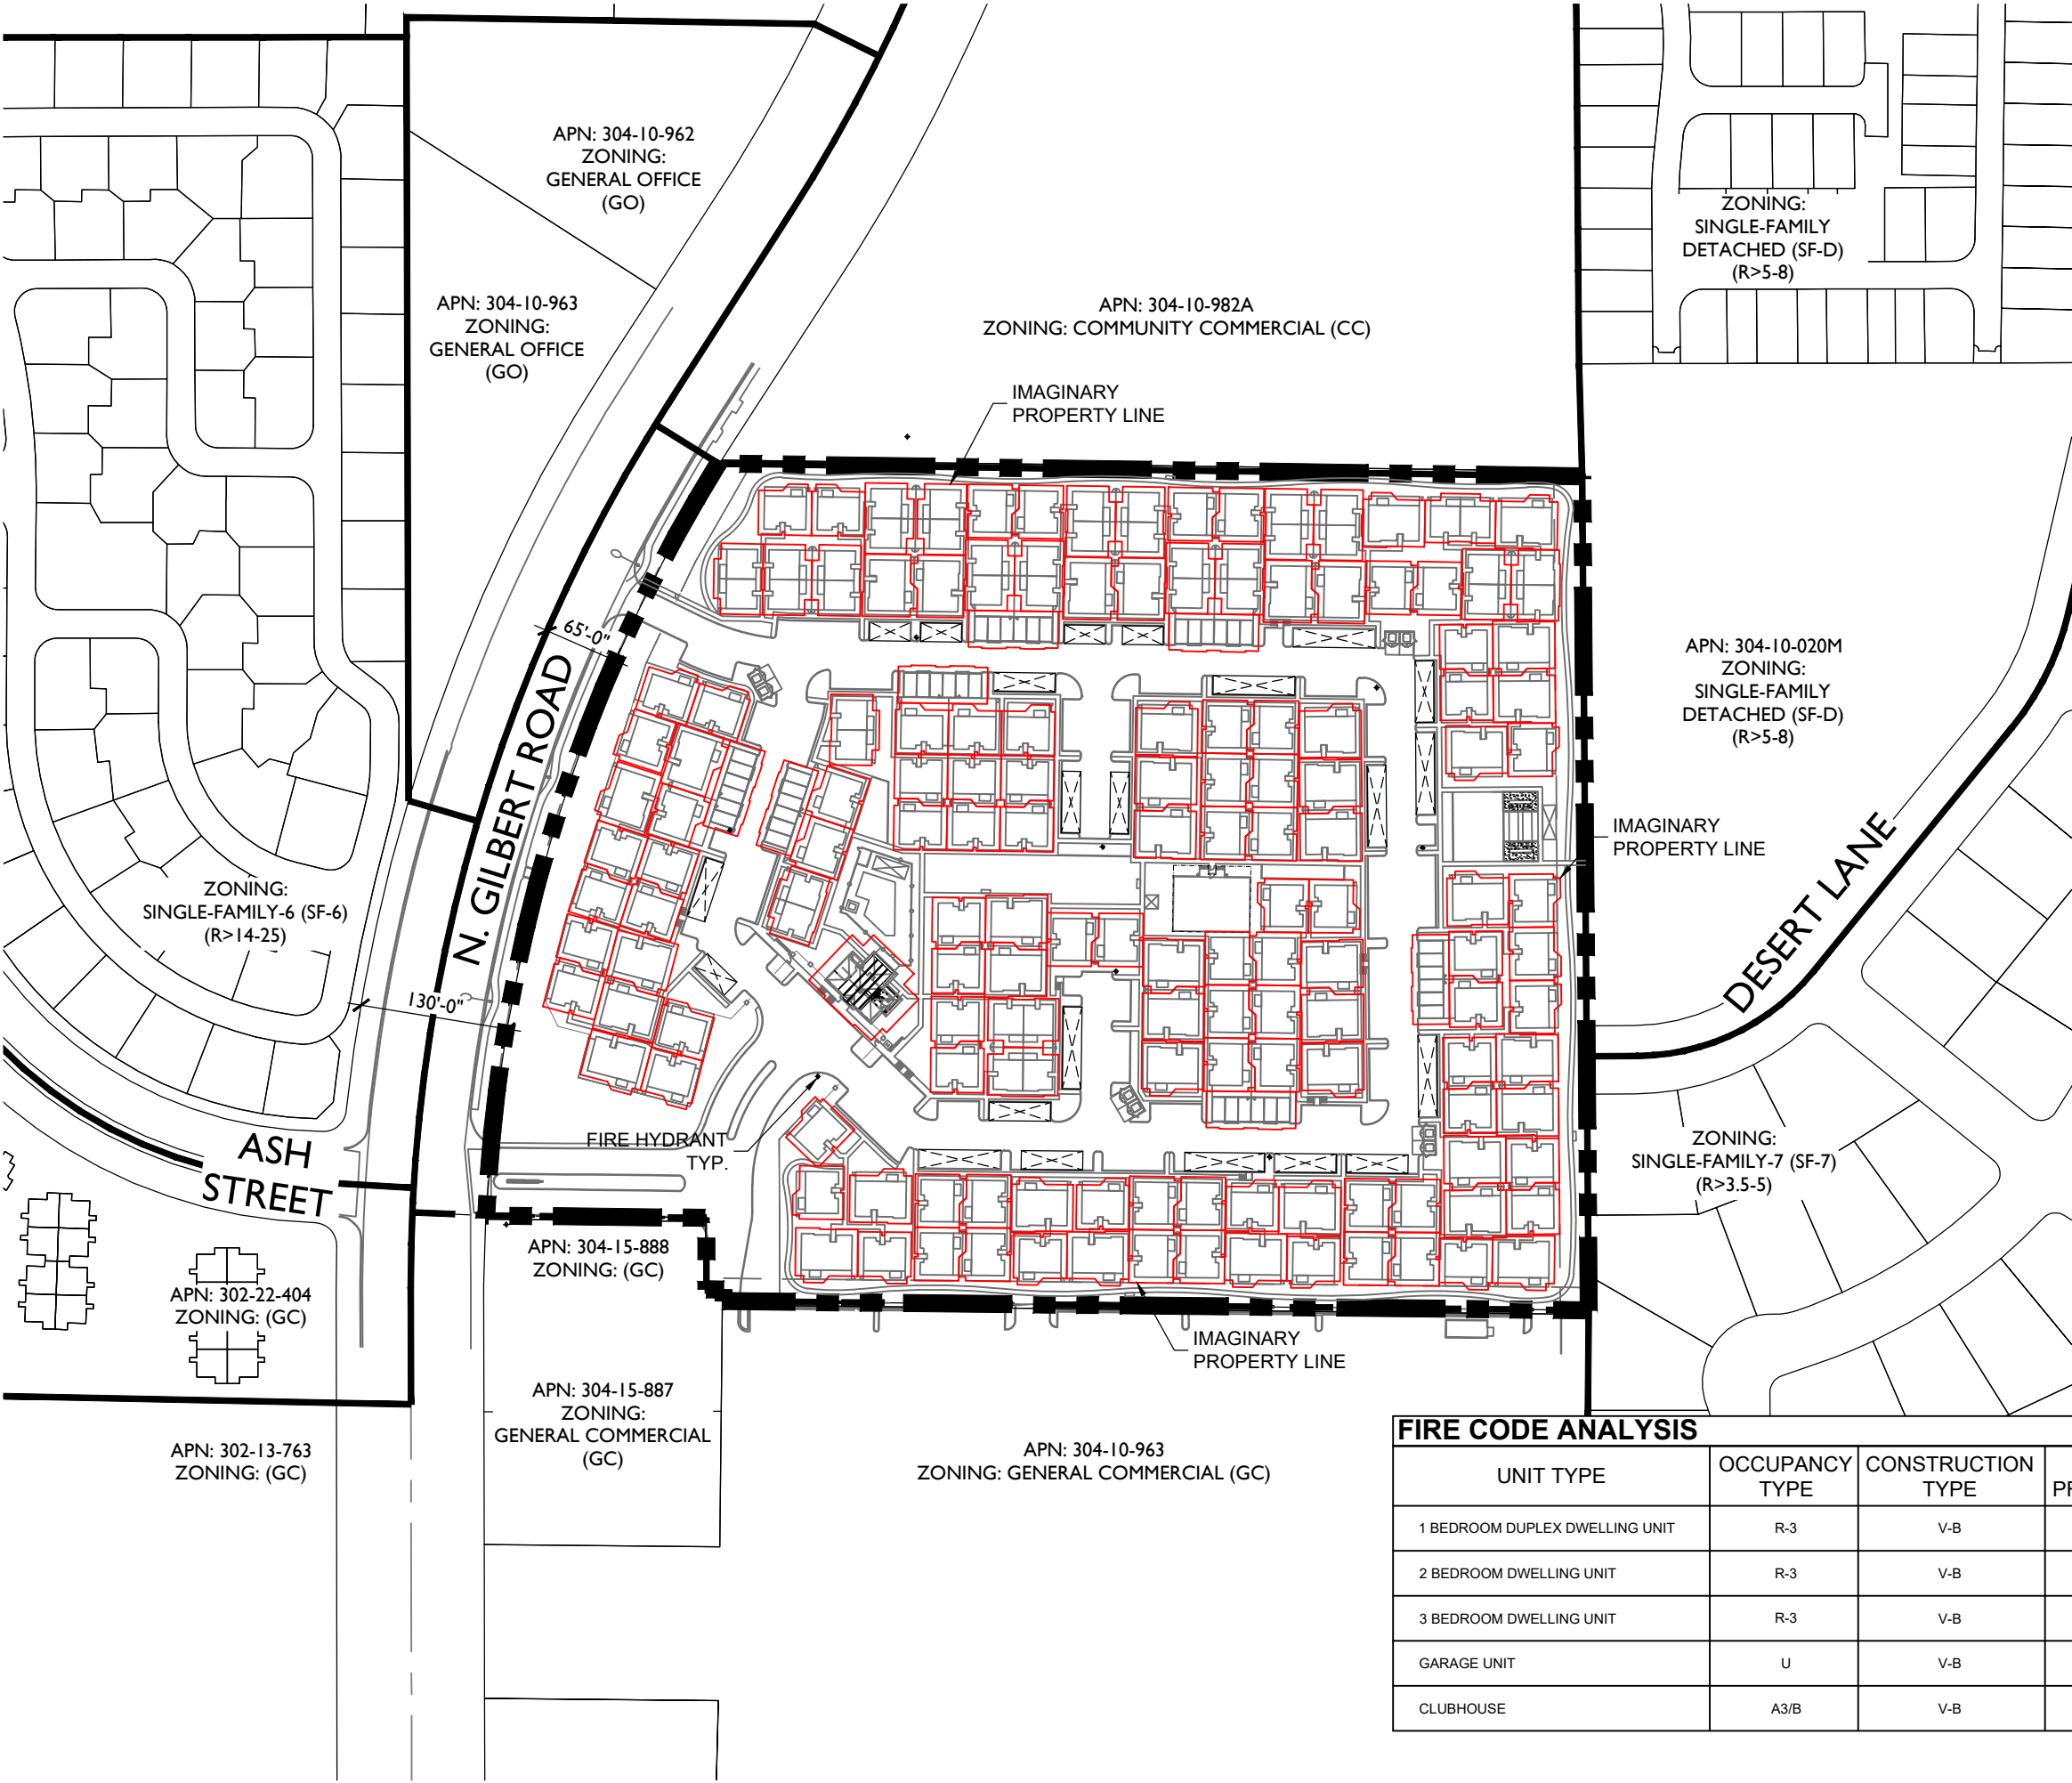 APN: 304-10-962
ZONING:
GENERAL OFFICE
(GO)
ZONING:
SINGLE-FAMILY
DETACHED (SF-D)
(R>5-8)
APN: 304-10-963
ZONING:
GENERAL OFFICE
(GO)
APN: 304-10-982A
ZONING: COMMUNITY COMMERCIAL (CC)
IMAGINARY
PROPERTY LINE
65'-0"
N. GILBERT ROAD
APN: 304-10-020M
ZONING:
SINGLE-FAMILY
DETACHED (SF-D)
(R>5-8)
IMAGINARY
PROPERTY LINE
DESERT LANE
ZONING:
SINGLE-FAMILY-6 (SF-6)
(R>14-25)
130'-0"
ASH
STREET
FIRE HYDRANT
TYP.
ZONING:
SINGLE-FAMILY-7 (SF-7)
(R>3.5-5)
APN: 304-15-888
ZONING: (GC)
APN: 302-22-404
ZONING: (GC)
IMAGINARY
PROPERTY LINE
APN: 304-15-887
ZONING:
GENERAL COMMERCIAL
(GC)
APN: 302-13-763
ZONING: (GC)
APN: 304-10-963
ZONING: GENERAL COMMERCIAL (GC)
FIRE CODE ANALYSIS
UNIT TYPE
OCCUPANCY
TYPE
CONSTRUCTION
TYPE
1 BEDROOM DUPLEX DWELLING UNIT R-3 V-B
2 BEDROOM DWELLING UNIT R-3 V-B
3 BEDROOM DWELLING UNIT R-3 V-B
GARAGE UNIT U V-B
CLUBHOUSE A3/B V-B